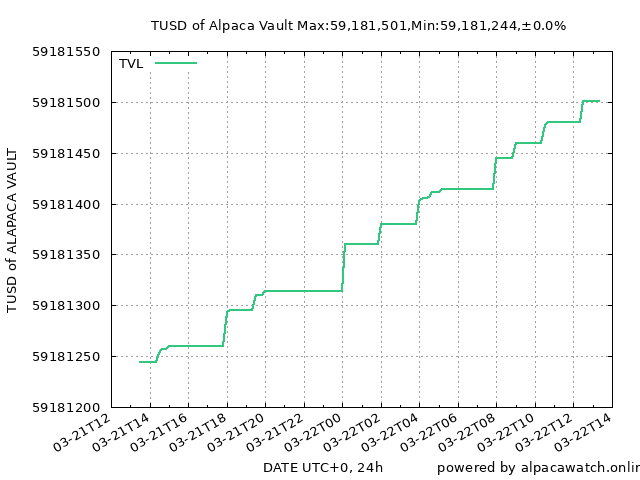 TUSD of Alpaca Vault Max:59,181,501,Min:59,181,244,±0.0%
TVL
59181550
59181500
59181450
59181400
59181350
59181300
59181250
59181200
TUSD of ALAPACA VAULT
03-21T12
03-21T14
03-21T16
03-21T18
03-21T20
03-21T22
03-22T00
03-22T02
03-22T04
03-22T06
03-22T08
03-22T10
03-22T12
03-22T14
DATE UTC+0, 24h
powered by alpacawatch.onlin